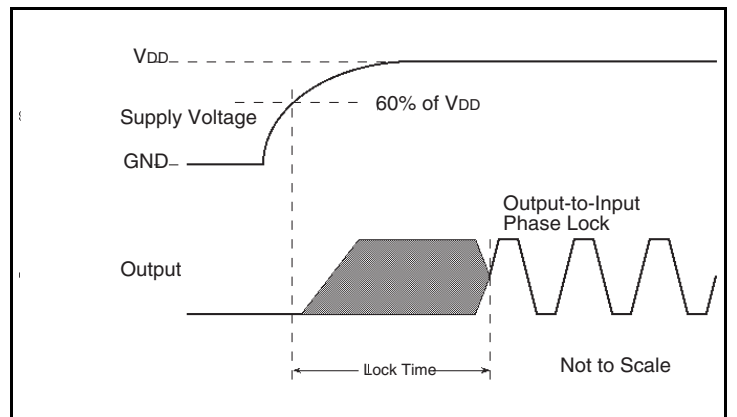 VDD
60% of VDD
Supply Voltage
GND
Output-to-Input
Phase Lock
Output
Lock Time
Not to Scale